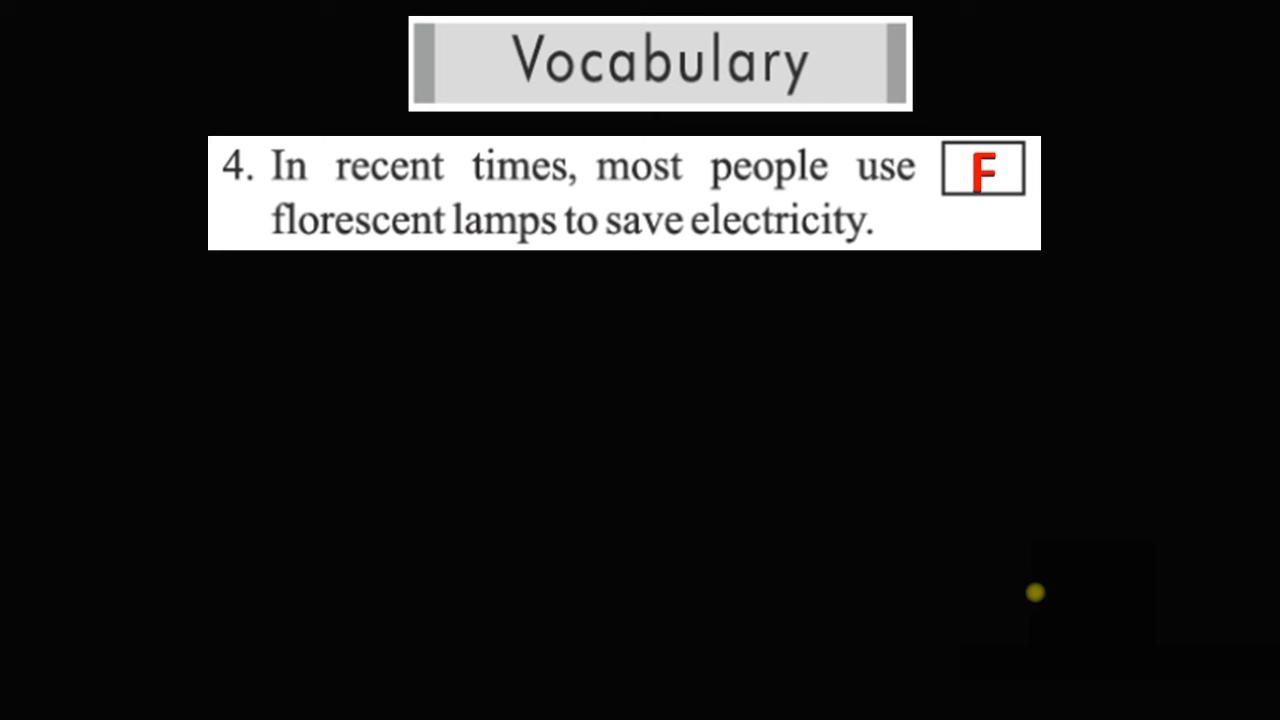 Vocabulary
4. In recent times, most people use F
florescent lamps to save electricity.